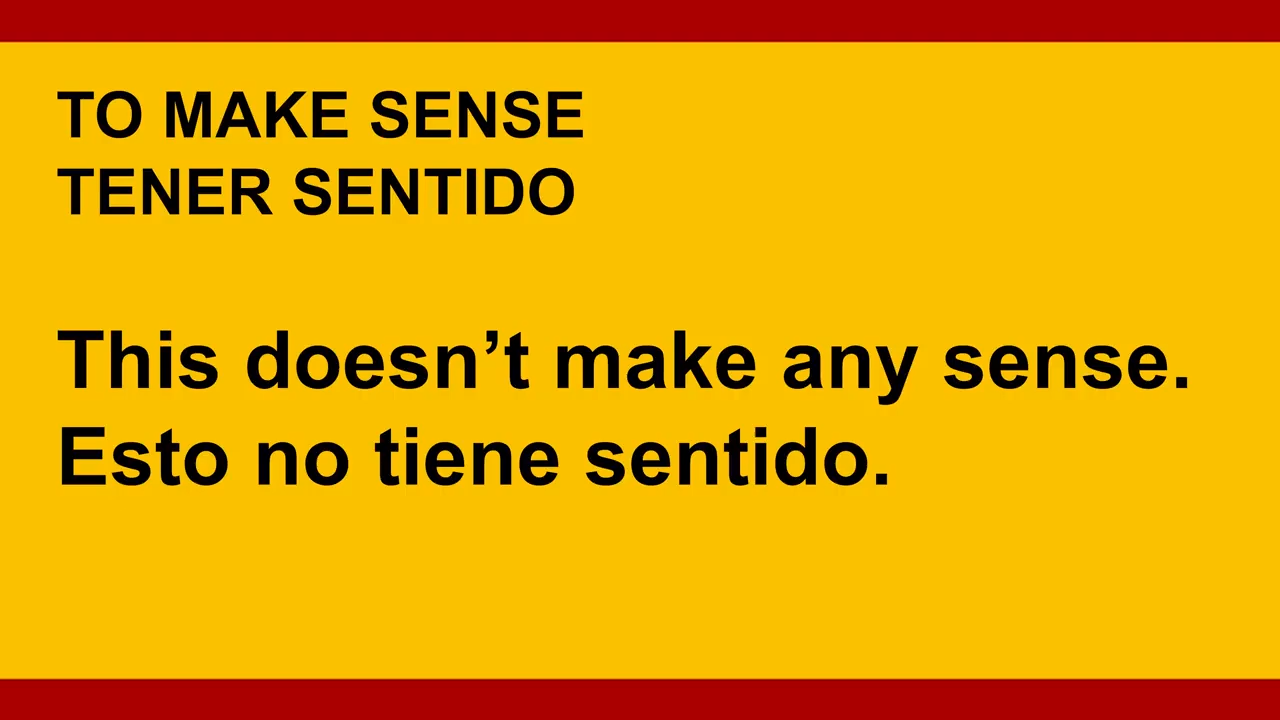 TO MAKE SENSE
TENER SENTIDO
This doesn’t make any sense.
Esto no tiene sentido.